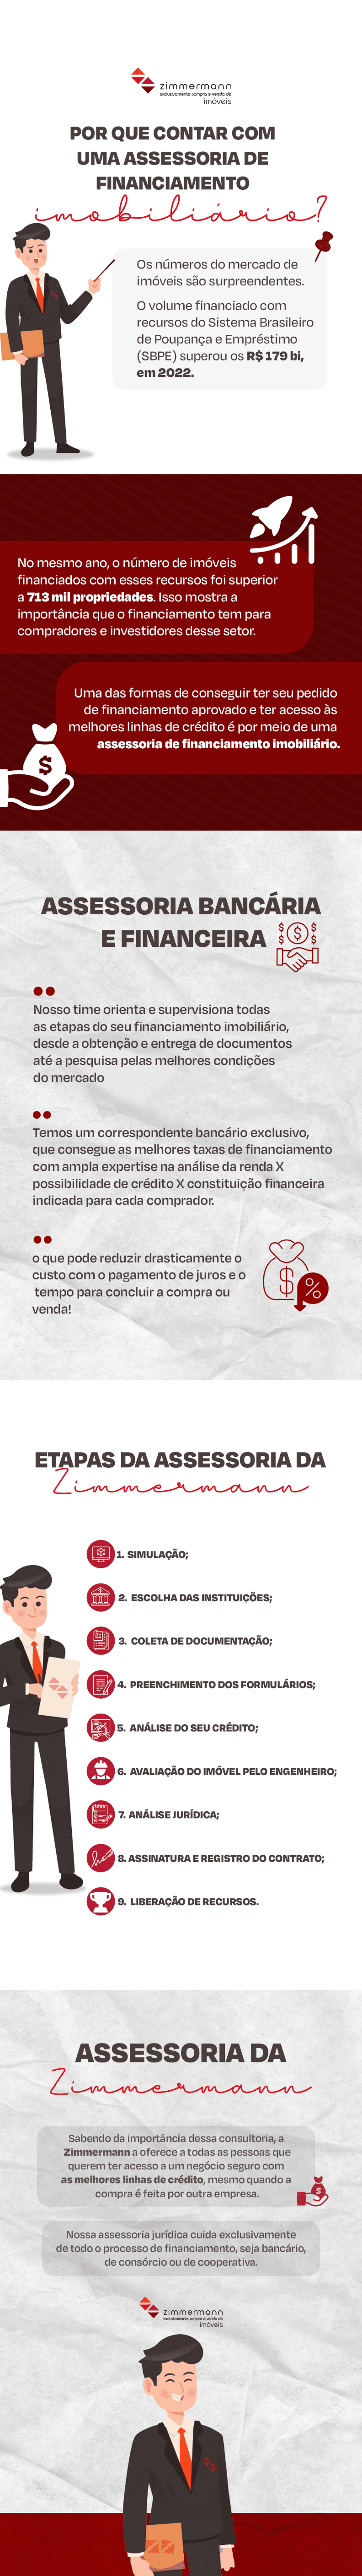 zimmermann
exclusivamente compra e venda de
imóveis
POR QUE CONTAR COM
UMA ASSESSORIA DE
FINANCIAMENTO
imobiliário?
Os números do mercado de
imóveis são surpreendentes.
O volume financiado com
recursos do Sistema Brasileiro
de Poupança e Empréstimo
(SBPE) superou os R$ 179 bi,
em 2022.
No mesmo ano, o número de imóveis
financiados com esses recursos foi superior
a 713 mil propriedades. Isso mostra a
importância que o financiamento tem para
compradores e investidores desse setor.
Uma das formas de conseguir ter seu pedido
de financiamento aprovado e ter acesso às
melhores linhas de crédito é por meio de uma
assessoria de financiamento imobiliário.
$
ASSESSORIA BANCÁRIA
E FINANCEIRA
Nosso time orienta e supervisiona todas
as etapas do seu financiamento imobiliário,
desde a obtenção e entrega de documentos
até a pesquisa pelas melhores condições
do mercado
Temos um correspondente bancário exclusivo,
que consegue as melhores taxas de financiamento
com ampla expertise na análise da renda X
possibilidade de crédito X constituição financeira
indicada para cada comprador.
o que pode reduzir drasticamente o
custo com o pagamento de juros e o
tempo para concluir a compra ou
venda!
$
%
ETAPAS DA ASSESSORIA DA
Zimmermann
1. SIMULAÇÃO;
2. ESCOLHA DAS INSTITUIÇÕES;
3. COLETA DE DOCUMENTAÇÃO;
4. PREENCHIMENTO DOS FORMULÁRIOS;
5. ANÁLISE DO SEU CRÉDITO;
6. AVALIAÇÃO DO IMÓVEL PELO ENGENHEIRO;
7. ANÁLISE JURÍDICA;
8. ASSINATURA E REGISTRO DO CONTRATO;
9. LIBERAÇÃO DE RECURSOS.
ASSESSORIA DA
Zimmermann
Sabendo da importância dessa consultoria, a
Zimmermann a oferece a todas as pessoas que
querem ter acesso a um negócio seguro com
as melhores linhas de crédito, mesmo quando a
compra é feita por outra empresa.
$
Nossa assessoria jurídica cuida exclusivamente
de todo o processo de financiamento, seja bancário,
de consórcio ou de cooperativa.
zimmermann
exclusivamente compra e venda de
imóveis